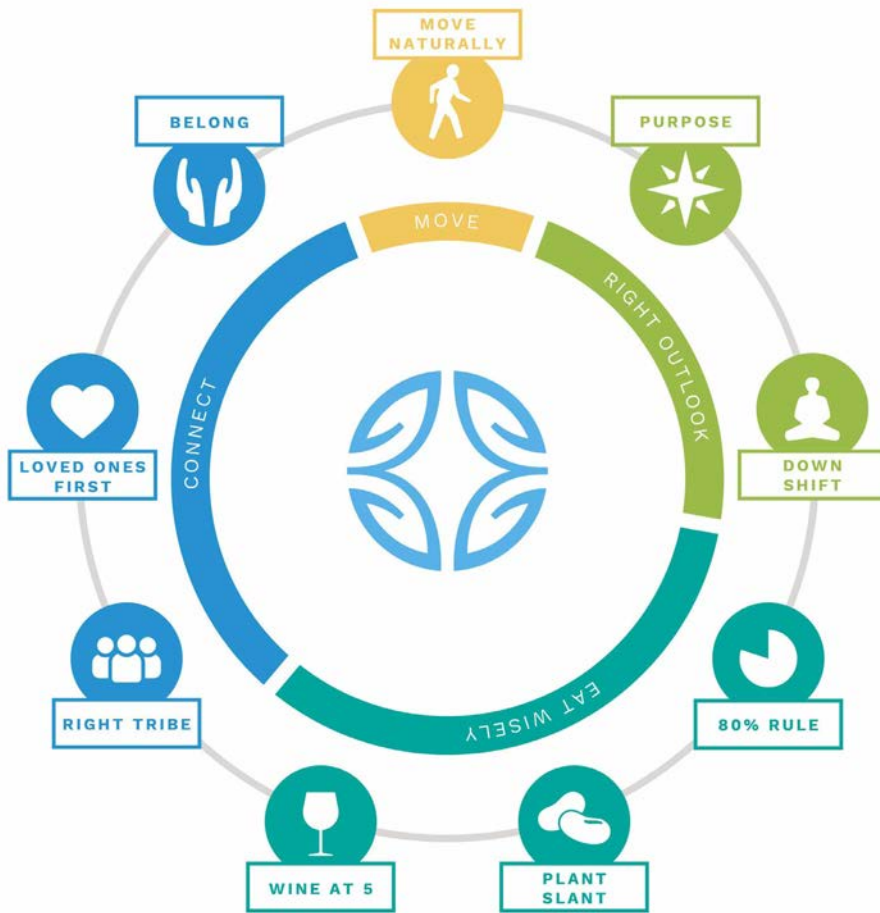 MOVE
NATURALLY
BELONG
PURPOSE
MOVE
RIGHT OUTLOOK
CONNECT
LOVED ONES
FIRST
DOWN
SHIFT
EAT WISELY
RIGHT TRIBE
80% RULE
WINE AT 5
PLANT
SLANT